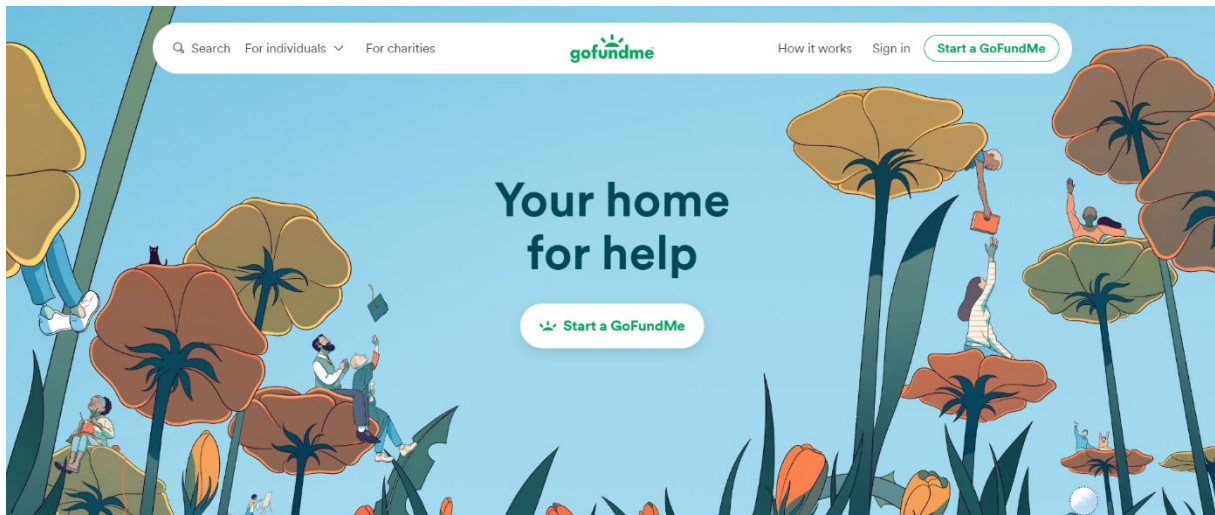 Search For individuals For charities gofundme How it works Sign in Start a GoFundMe
Your home
for help
Start a GoFundMe